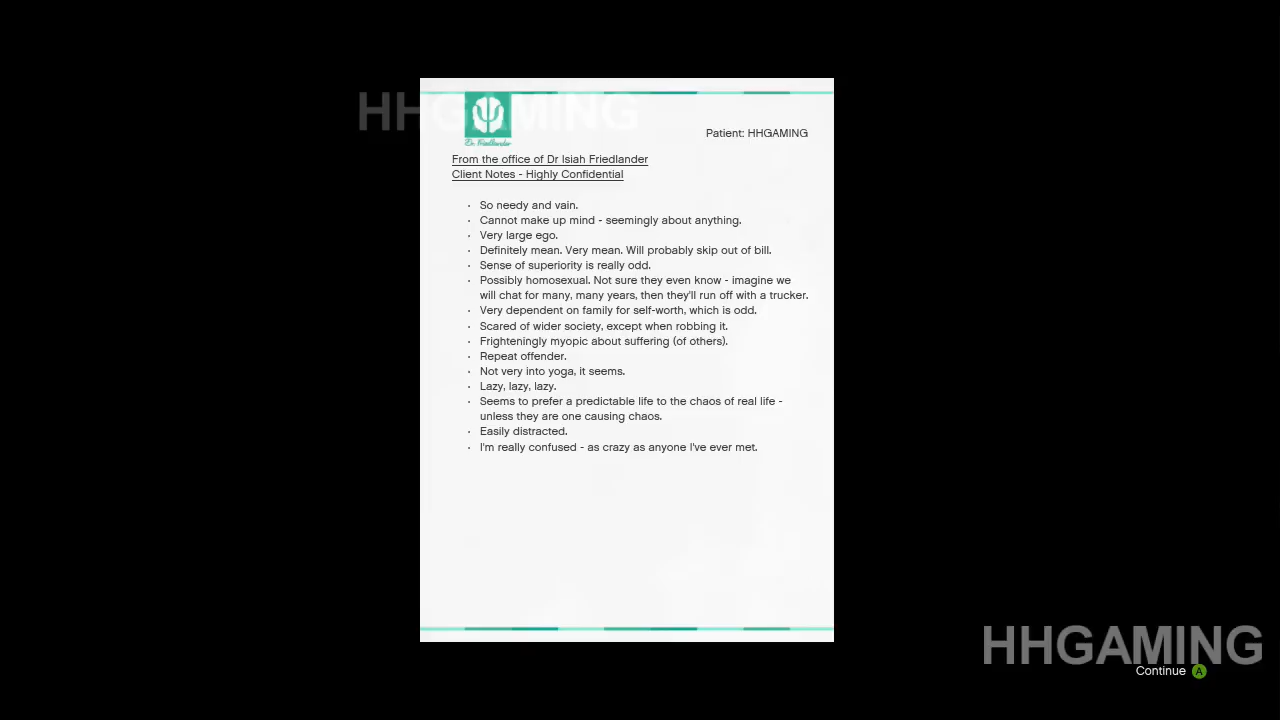 HHGAMING
Dr. Friedlander
Patient: HHGAMING
From the office of Dr Isiah Friedlander
Client Notes - Highly Confidential
· So needy and vain.
· Cannot make up mind - seemingly about anything.
· Very large ego.
· Definitely mean. Very mean. Will probably skip out of bill.
· Sense of superiority is really odd.
· Possibly homosexual. Not sure they even know - imagine we
will chat for many, many years, then they'll run off with a trucker.
· Very dependent on family for self-worth, which is odd.
· Scared of wider society, except when robbing it.
· Frighteningly myopic about suffering (of others).
· Repeat offender.
· Not very into yoga, it seems.
· Lazy, lazy, lazy.
· Seems to prefer a predictable life to the chaos of real life -
unless they are one causing chaos.
· Easily distracted.
· I'm really confused - as crazy as anyone I've ever met.
HHGAMING
Continue A